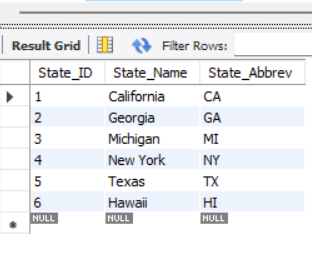 Result Grid Filter Rows:
State_ID State_Name State_Abbrev
1 California CA
2 Georgia GA
3 Michigan MI
4 New York NY
5 Texas TX
6 Hawaii HI
NULL NULL NULL